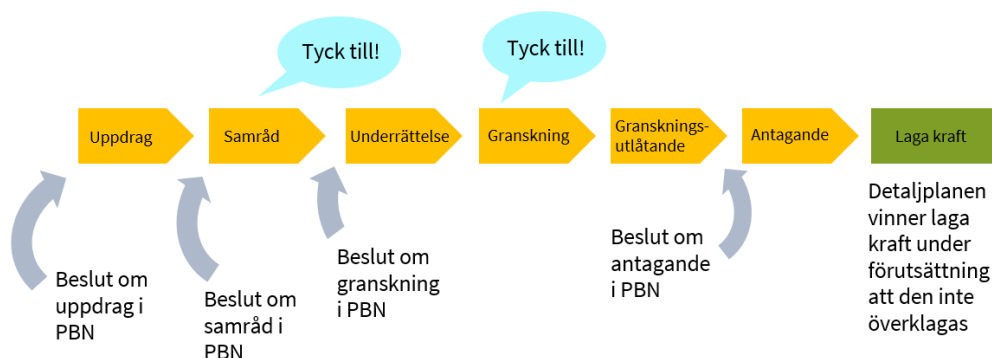 Tyck till!
Tyck till!
Uppdrag
Samråd
Underrättelse
Granskning
Gransknings-
utlåtande
Antagande
Laga kraft
Beslut om
uppdrag i
PBN
Beslut om
samråd i
PBN
Beslut om
granskning
i PBN
Beslut om
antagande
i PBN
Detaljplanen
vinner laga
kraft under
förutsättning
att den inte
överklagas